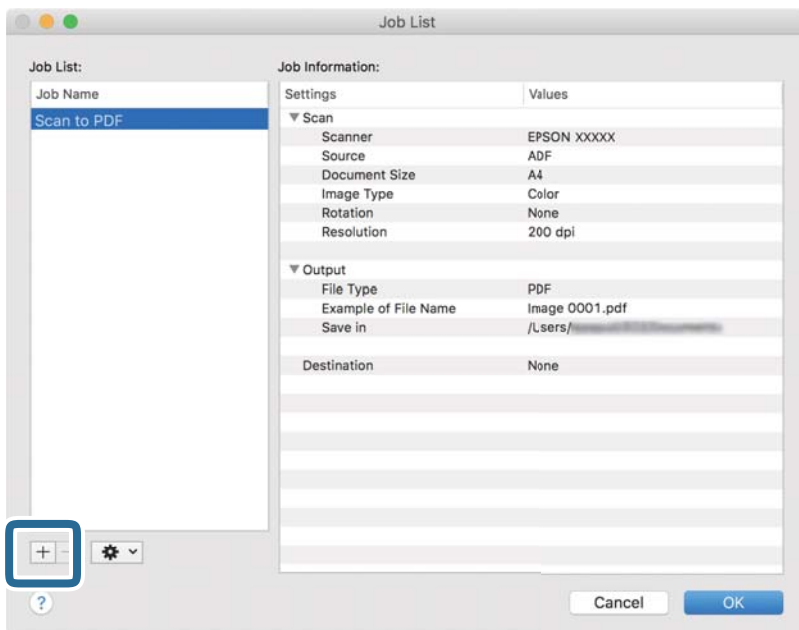 Job List
Job List:
Job Information:
Job Name
Scan to PDF
Settings Values
Scan
Scanner EPSON XXXXX
Source ADF
Document Size A4
Image Type Color
Rotation None
Resolution 200 dpi
Output
File Type PDF
Example of File Name Image 0001.pdf
Save in /Users/
Destination None
+ -
?
Cancel OK